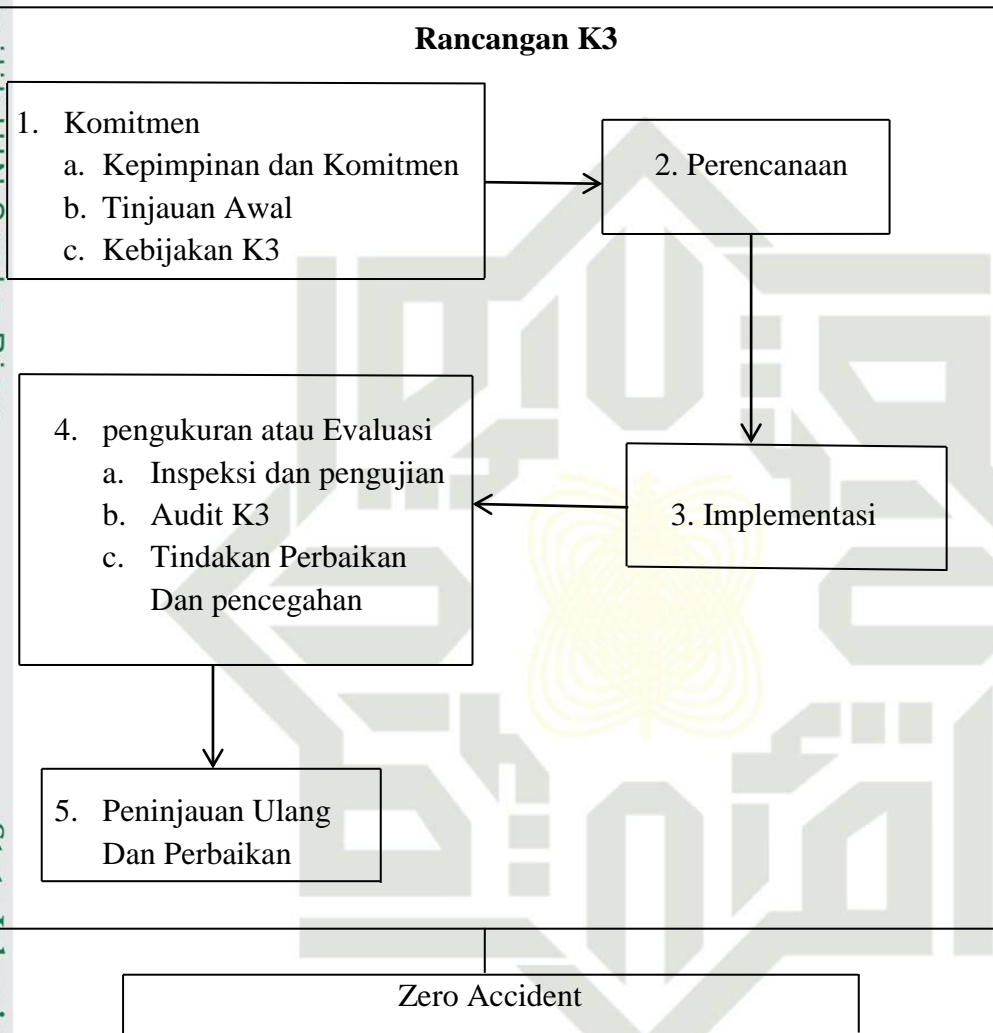 Rancangan K3
1. Komitmen
a. Kepimpinan dan Komitmen
b. Tinjauan Awal
c. Kebijakan K3
2. Perencanaan
3. Implementasi
4. pengukuran atau Evaluasi
a. Inspeksi dan pengujian
b. Audit K3
c. Tindakan Perbaikan
Dan pencegahan
5. Peninjauan Ulang
Dan Perbaikan
Zero Accident